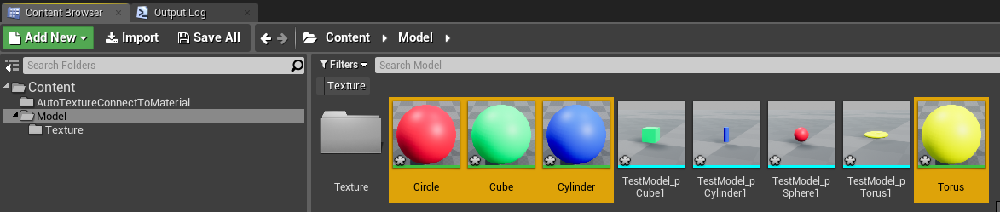 Content Browser
Output Log
Add New
Import
Save All
Content
Model
Search Folders
Filters
Search Model
Content
AutoTextureConnectToMaterial
Model
Texture
Texture
Texture
Circle
Cube
Cylinder
TestModel_p
Cube1
TestModel_p
Cylinder1
TestModel_p
Sphere1
TestModel_p
Torus1
Torus